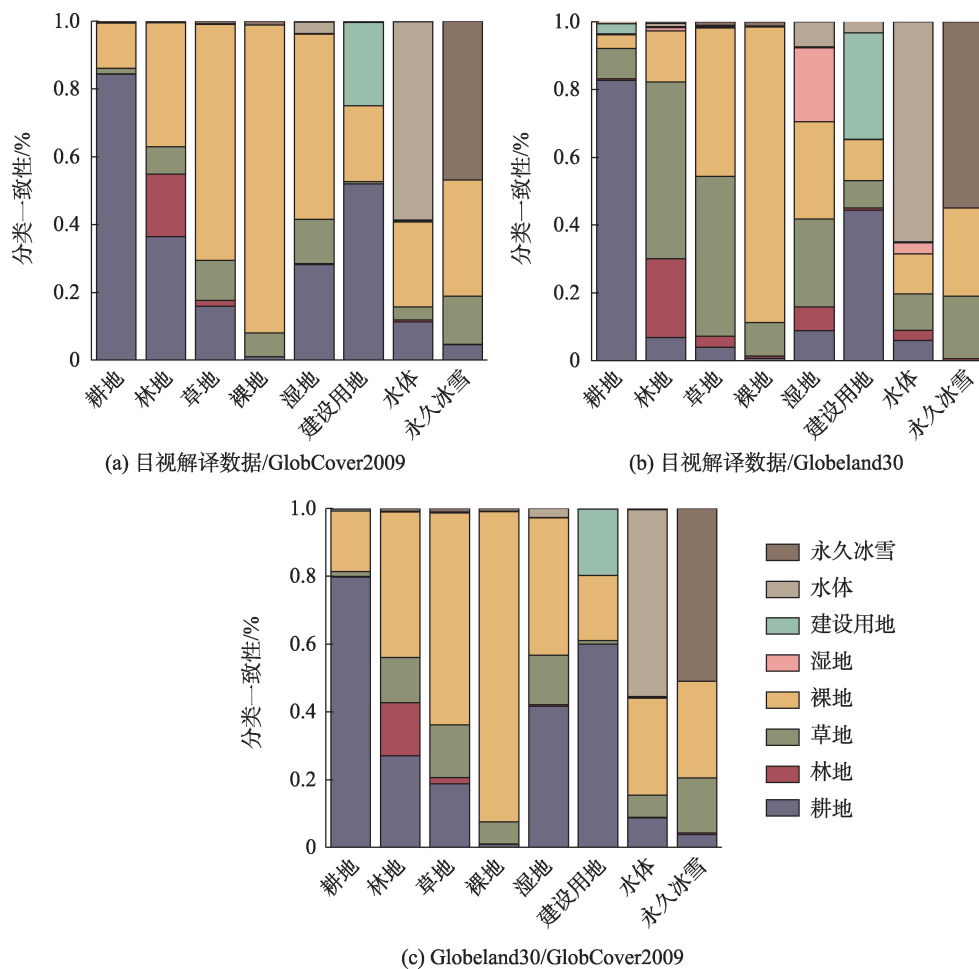 1.0
0.8
0.6
0.4
0.2
0
分类一致性/%
耕地
林地
草地
裸地
湿地
建设用地
水体
永久冰雪
(a) 目视解译数据/GlobCover2009
1.0
0.8
0.6
0.4
0.2
0
分类一致性/%
耕地
林地
草地
裸地
湿地
建设用地
水体
永久冰雪
(b) 目视解译数据/Globeland30
1.0
0.8
0.6
0.4
0.2
0
分类一致性/%
耕地
林地
草地
裸地
湿地
建设用地
水体
永久冰雪
(c) Globeland30/GlobCover2009
永久冰雪
水体
建设用地
湿地
裸地
草地
林地
耕地